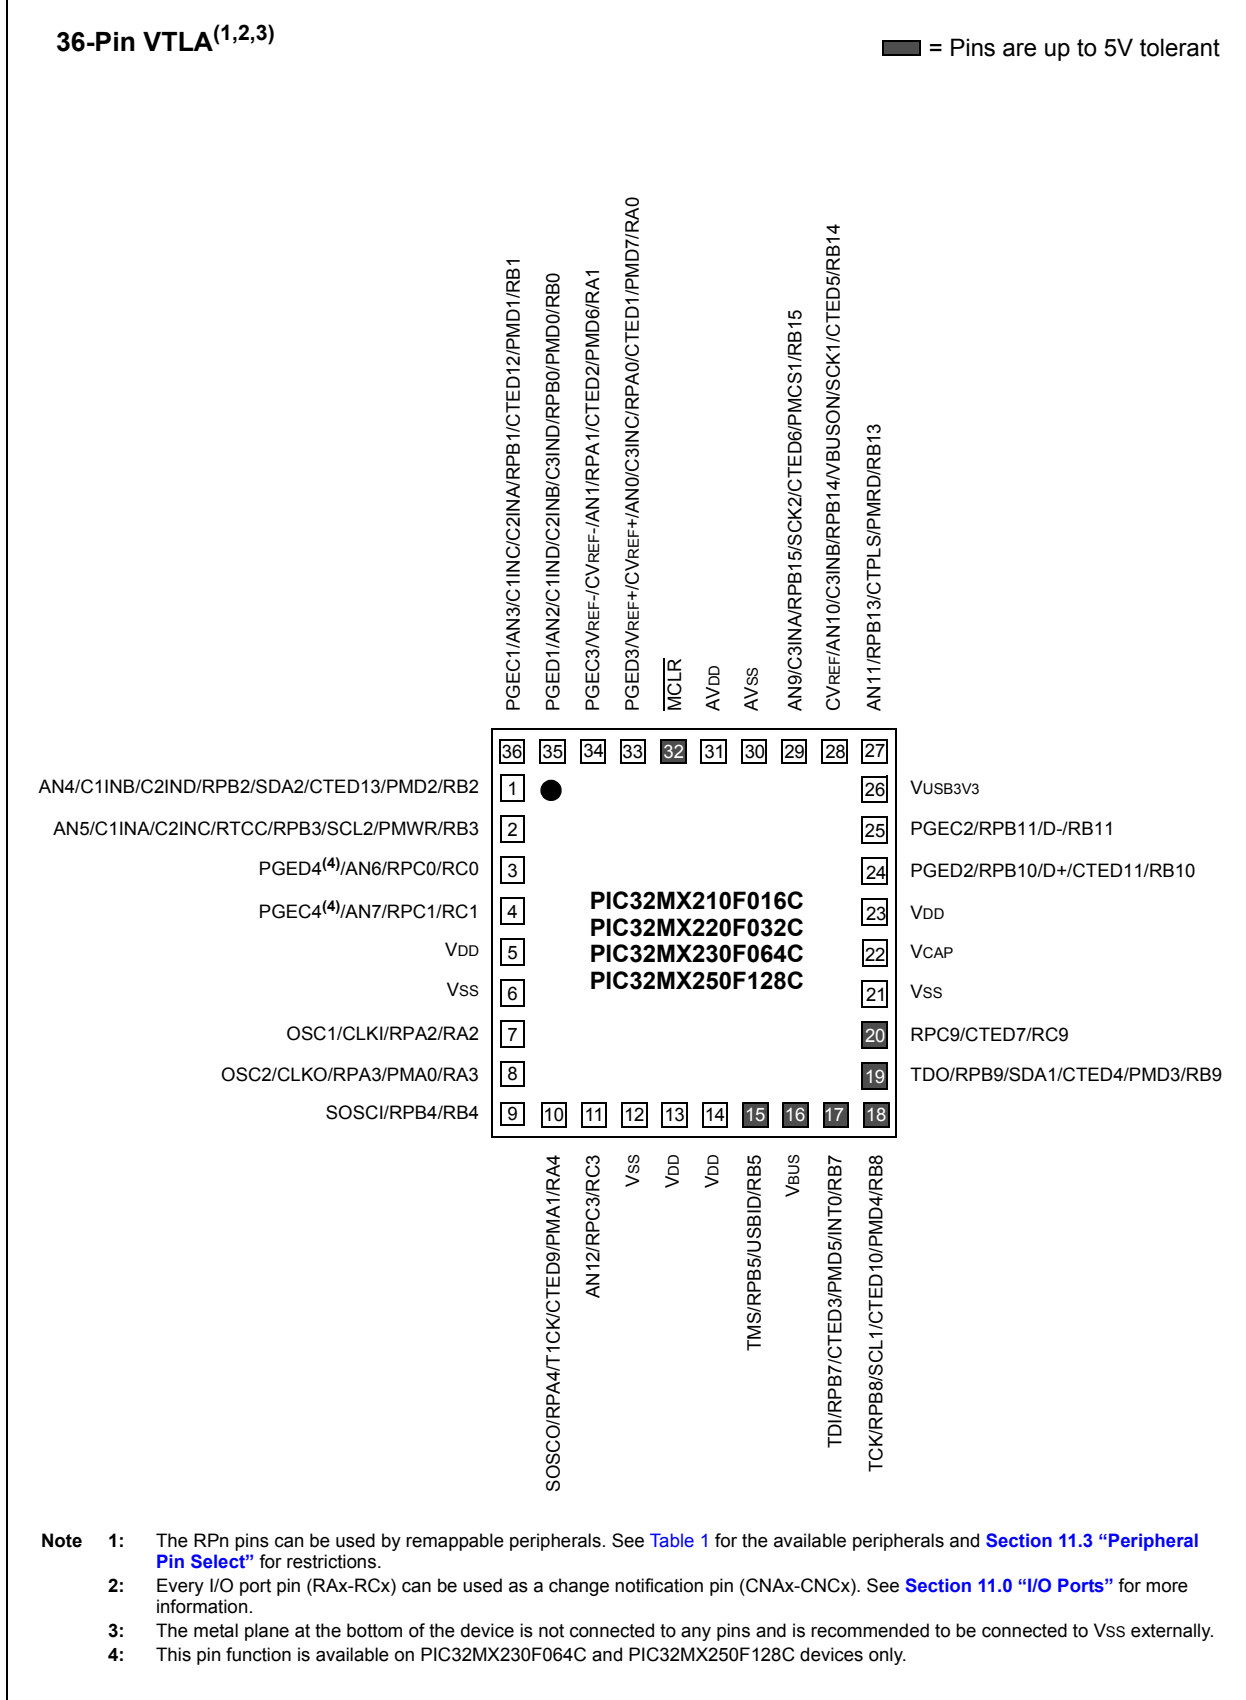 36-Pin VTLA(1,2,3)
= Pins are up to 5V tolerant
PGEC1/AN3/C1INC/C2INA/RPB1/CTED12/PMD1/RB1
PGED1/AN2/C1IND/C2INB/C3IND/RPB0/PMD0/RB0
PGEC3/VREF-/CVREF-/AN1/RPA1/CTED2/PMD6/RA1
PGED3/VREF+/CVREF+/AN0/C3INC/RPA0/CTED1/PMD7/RA0
MCLR
AVDD
AVSS
AN9/C3INA/RPB15/SCK2/CTED6/PMCS1/RB15
CVREF/AN10/C3INB/RPB14/VBUSON/SCK1/CTED5/RB14
AN11/RPB13/CTPLS/PMRD/RB13
36 35 34 33 32 31 30 29 28 27
AN4/C1INB/C2IND/RPB2/SDA2/CTED13/PMD2/RB2 1 26 VUSB3V3
AN5/C1INA/C2INC/RTCC/RPB3/SCL2/PMWR/RB3 2 25 PGEC2/RPB11/D-/RB11
PGED4(4)/AN6/RPC0/RC0 3 24 PGED2/RPB10/D+/CTED11/RB10
PGEC4(4)/AN7/RPC1/RC1 4 23 VDD
VDD 5 22 VCAP
VSS 6 21 VSS
OSC1/CLKI/RPA2/RA2 7 20 RPC9/CTED7/RC9
OSC2/CLKO/RPA3/PMA0/RA3 8 19 TDO/RPB9/SDA1/CTED4/PMD3/RB9
SOSCI/RPB4/RB4 9 10 11 12 13 14 15 16 17 18
PIC32MX210F016C
PIC32MX220F032C
PIC32MX230F064C
PIC32MX250F128C
SOSCO/RPA4/T1CK/CTED9/PMA1/RA4
AN12/RPC3/RC3
VSS
VDD
VDD
TMS/RPB5/USBID/RB5
VBUS
TDI/RPB7/CTED3/PMD5/INT0/RB7
TCK/RPB8/SCL1/CTED10/PMD4/RB8
Note 1: The RPn pins can be used by remappable peripherals. See Table 1 for the available peripherals and Section 11.3 “Peripheral
Pin Select” for restrictions.
2: Every I/O port pin (RAx-RCx) can be used as a change notification pin (CNAx-CNCx). See Section 11.0 “I/O Ports” for more
information.
3: The metal plane at the bottom of the device is not connected to any pins and is recommended to be connected to VSS externally.
4: This pin function is available on PIC32MX230F064C and PIC32MX250F128C devices only.